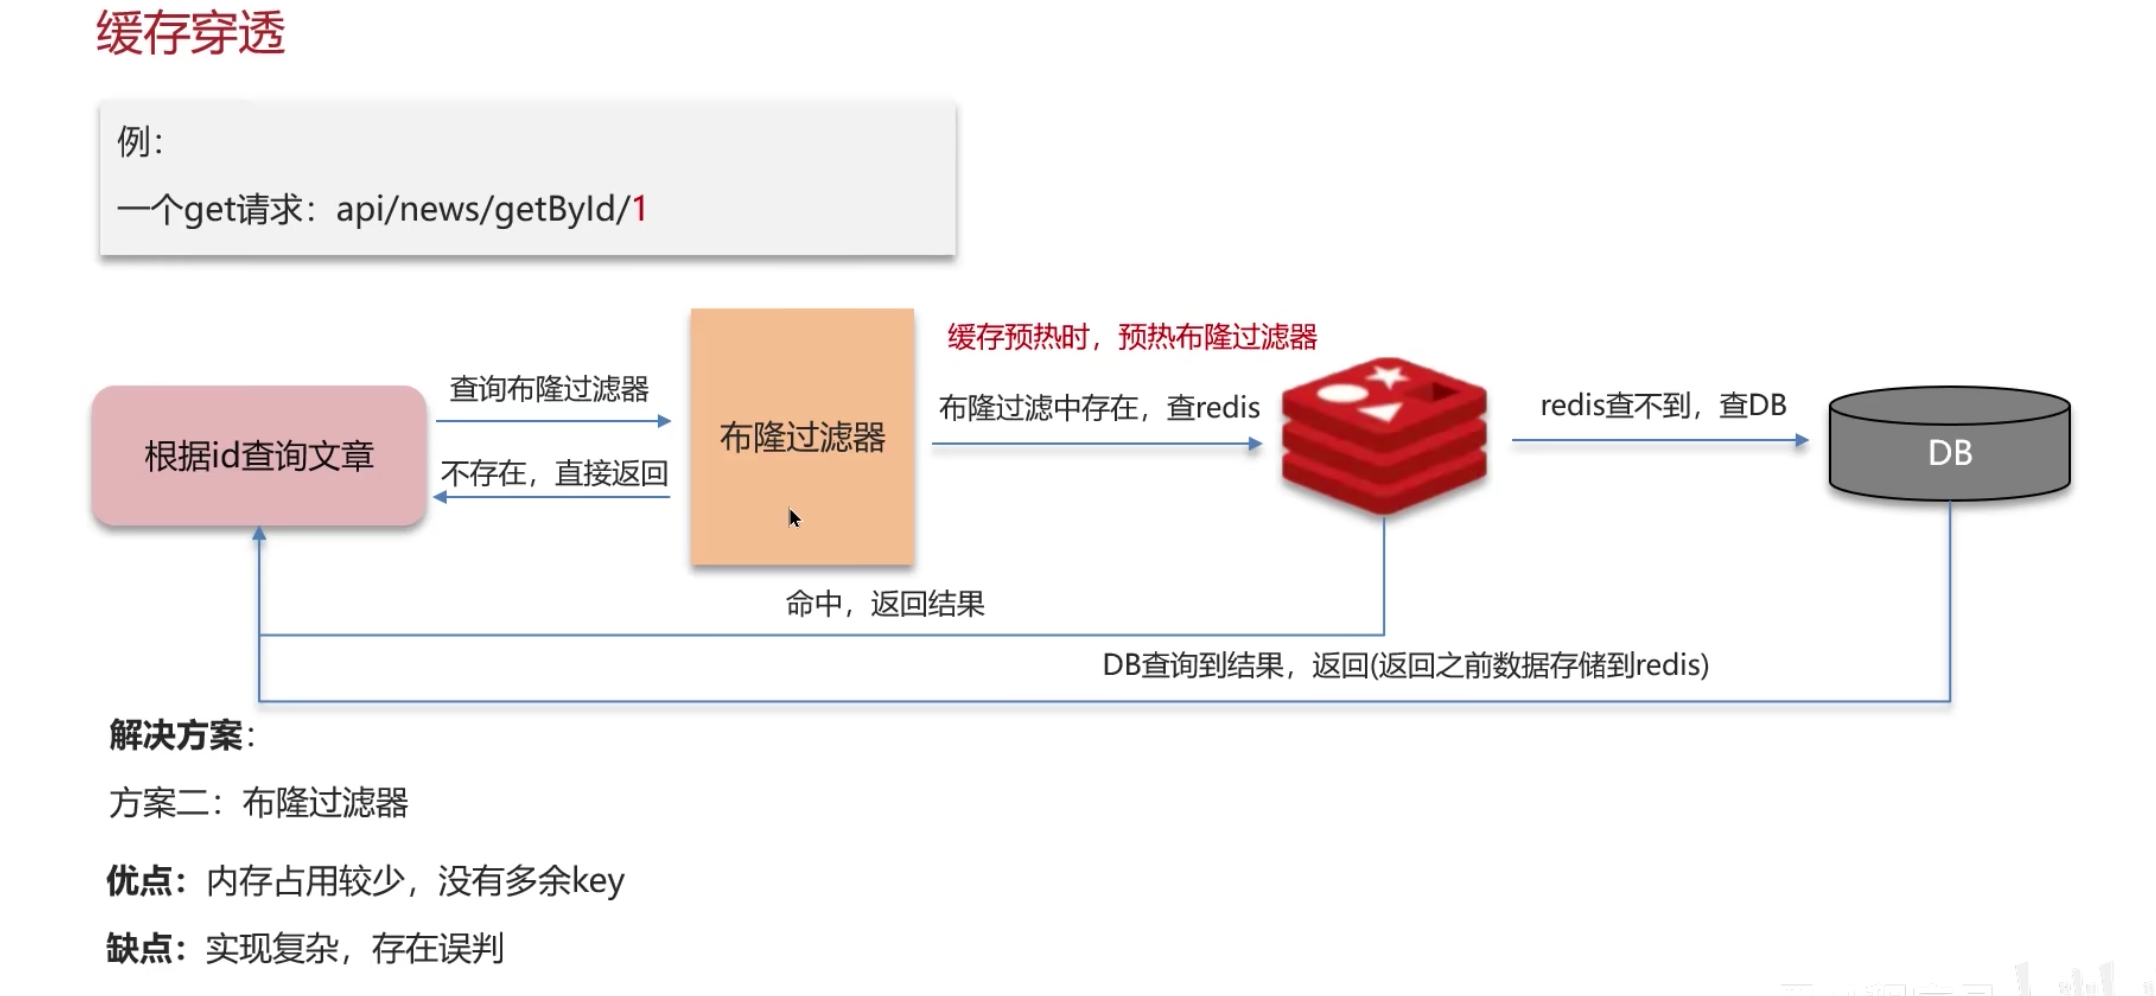 缓存穿透
例：
一个get请求：api/news/getById/1
缓存预热时，预热布隆过滤器
查询布隆过滤器
布隆过滤中存在，查redis
redis查不到，查DB
根据id查询文章
布隆过滤器
DB
不存在，直接返回
命中，返回结果
DB查询到结果，返回(返回之前数据存储到redis)
解决方案：
方案二：布隆过滤器
优点：内存占用较少，没有多余key
缺点：实现复杂，存在误判